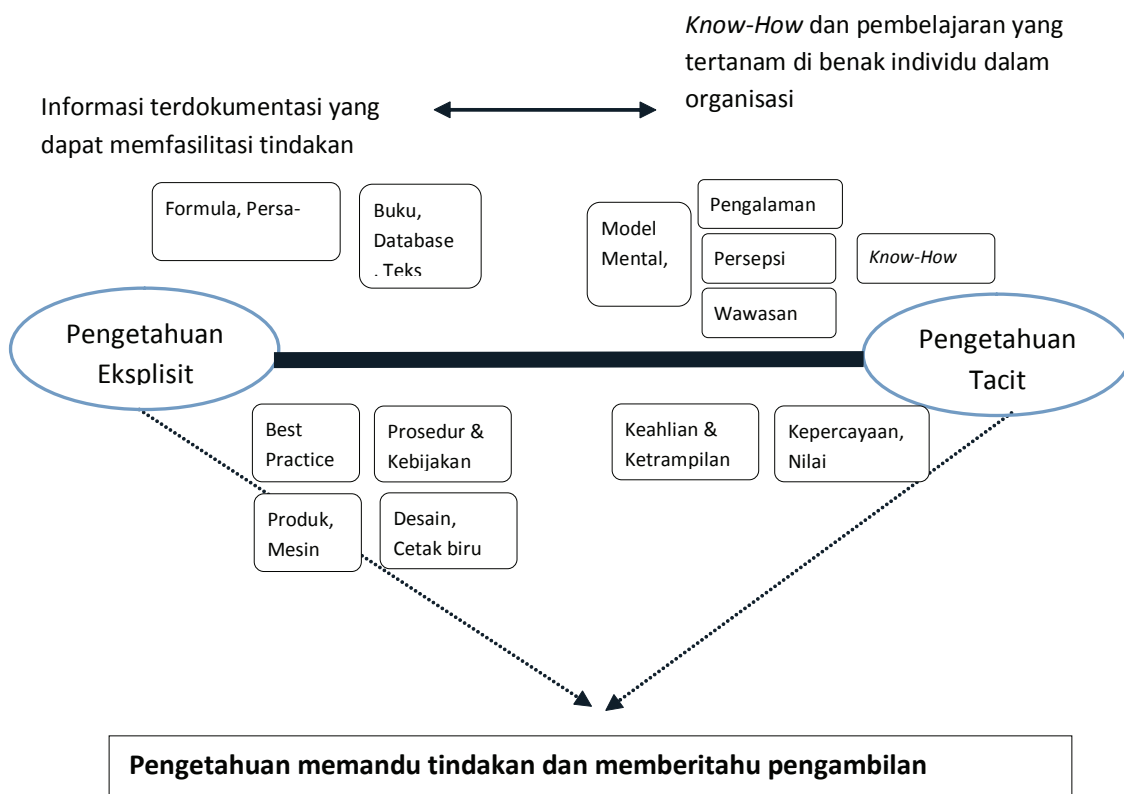 Know-How dan pembelajaran yang
tertanam di benak individu dalam
organisasi
Informasi terdokumentasi yang
dapat memfasilitasi tindakan
Formula, Persa-
Buku,
Database
, Teks
Model
Mental,
Pengalaman
Persepsi
Wawasan
Know-How
Pengetahuan
Eksplisit
Pengetahuan
Tacit
Best
Practice
Prosedur &
Kebijakan
Keahlian &
Ketrampilan
Kepercayaan,
Nilai
Produk,
Mesin
Desain,
Cetak biru
Pengetahuan memandu tindakan dan memberitahu pengambilan